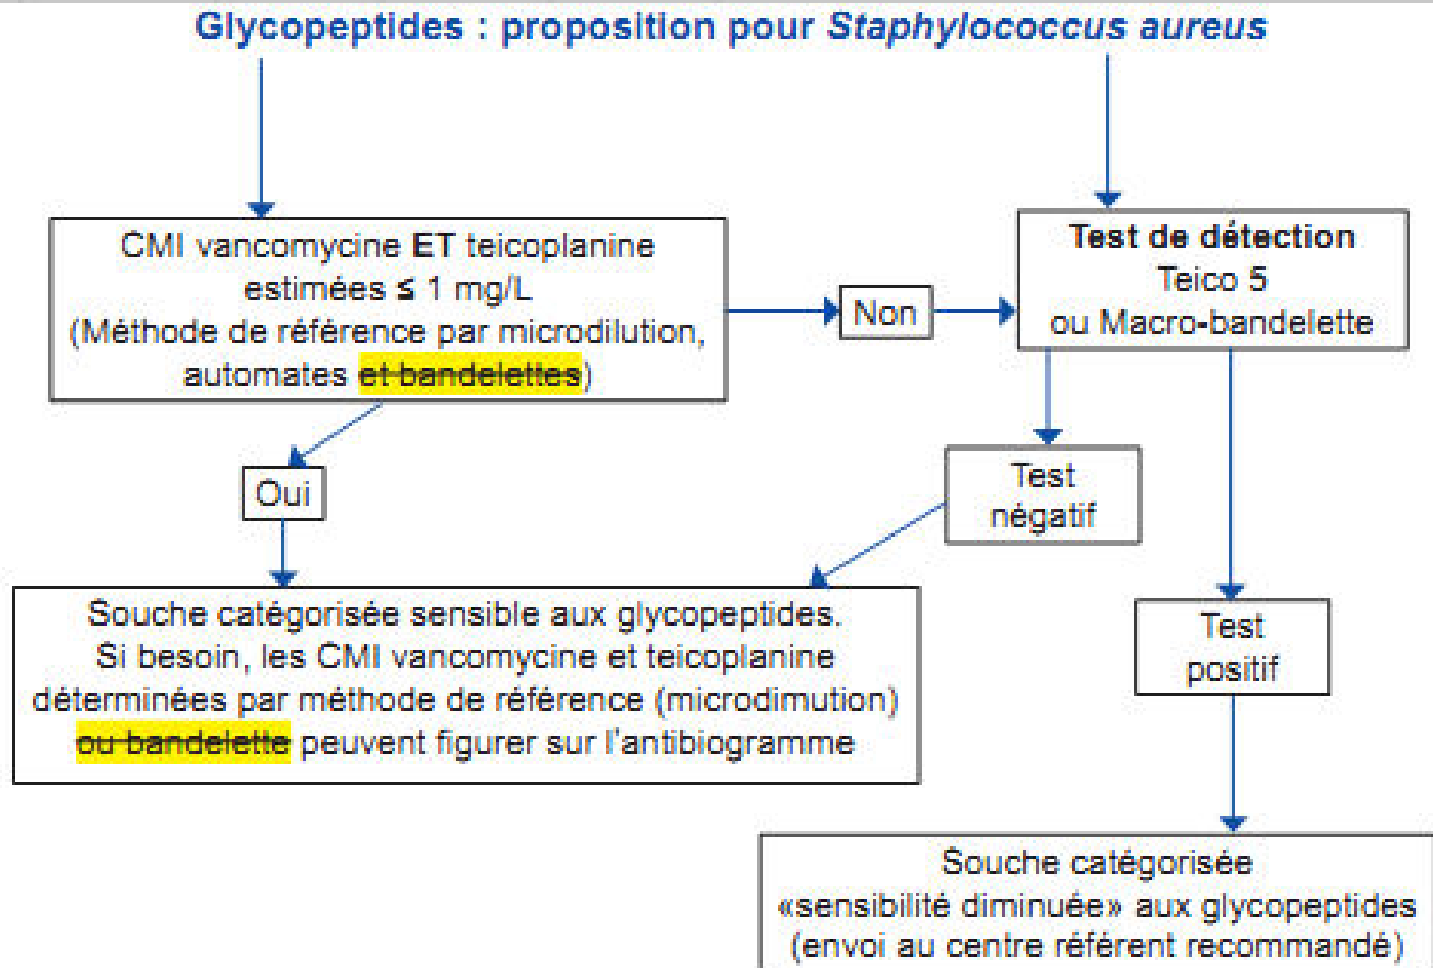 Glycopeptides : proposition pour Staphylococcus aureus
CMI vancomycine ET teicoplanine
estimées ≤ 1 mg/L
(Méthode de référence par microdilution,
automates et bandelettes)
Non
Test de détection
Teico 5
ou Macro-bandelette
Oui
Test
négatif
Souche catégorisée sensible aux glycopeptides.
Si besoin, les CMI vancomycine et teicoplanine
déterminées par méthode de référence (microdimution)
ou bandelette peuvent figurer sur l'antibiogramme
Test
positif
Souche catégorisée
«sensibilité diminuée» aux glycopeptides
(envoi au centre référent recommandé)